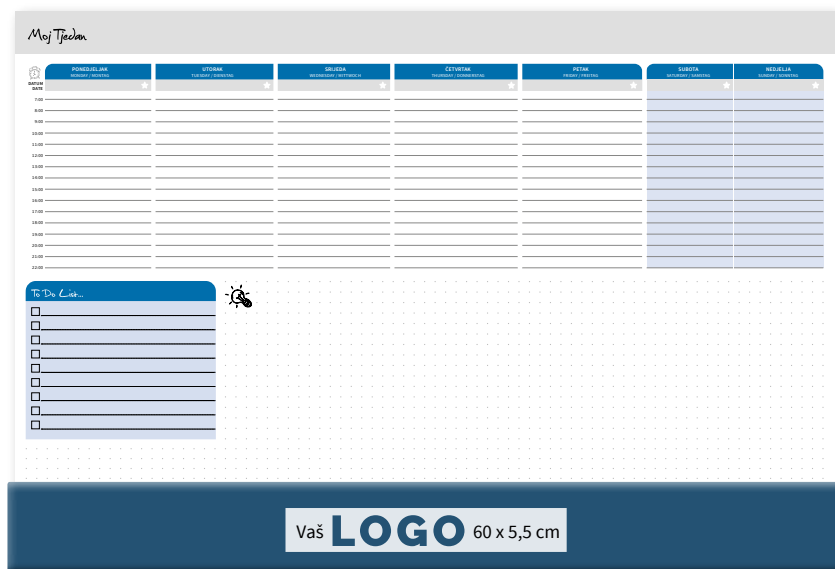 Moj Tjedan
PONEDJELJAK UTORAK SRIJEDA ČETVRTAK PETAK SUBOTA NEDJELJA
MONDAY / MONTAG TUESDAY / DIENSTAG WEDNESDAY / MITTWOCH THURSDAY / DONNERSTAG FRIDAY / FREITAG SATURDAY / SAMSTAG SUNDAY / SONNTAG
DATUM
DATE
7:00
8:00
9:00
10:00
11:00
12:00
13:00
14:00
15:00
16:00
17:00
18:00
19:00
20:00
21:00
22:00
To Do List...
Vaš LOGO 60 x 5,5 cm